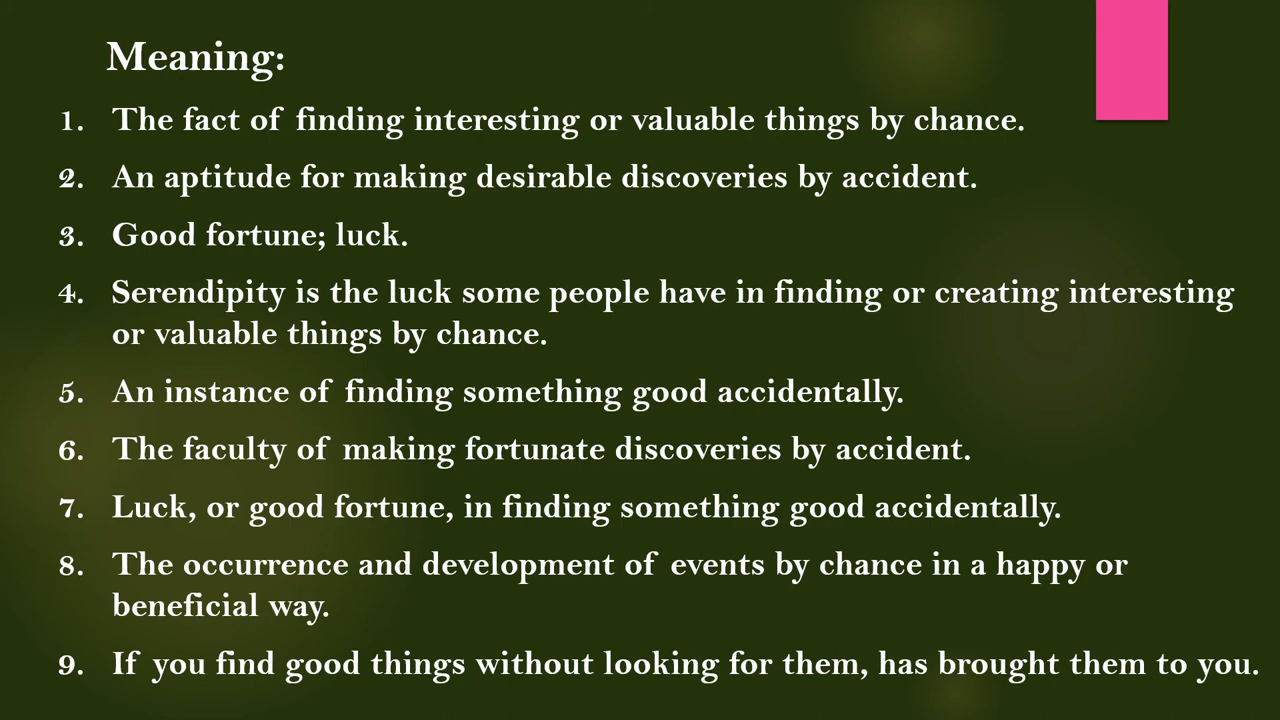 Meaning:
1. The fact of finding interesting or valuable things by chance.
2. An aptitude for making desirable discoveries by accident.
3. Good fortune; luck.
4. Serendipity is the luck some people have in finding or creating interesting
or valuable things by chance.
5. An instance of finding something good accidentally.
6. The faculty of making fortunate discoveries by accident.
7. Luck, or good fortune, in finding something good accidentally.
8. The occurrence and development of events by chance in a happy or
beneficial way.
9. If you find good things without looking for them, has brought them to you.